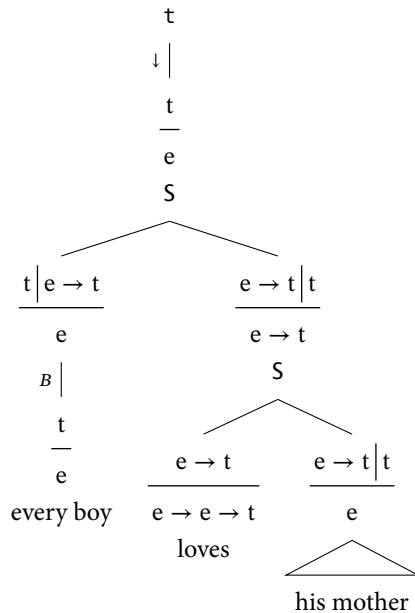 t
↓
t
e
S
t | e → t
e
e → t | t
e → t
B
S
t
e
every boy
e → t
e → e → t
loves
e → t | t
e
his mother